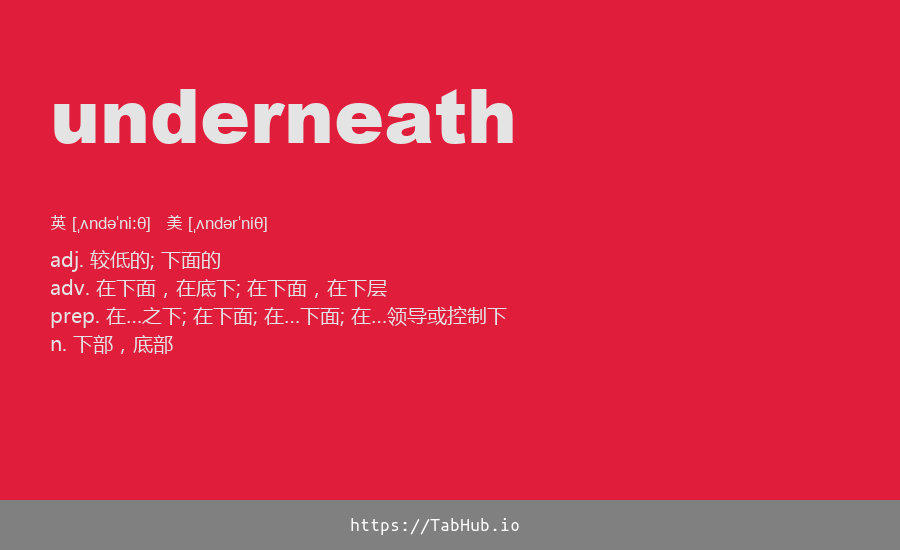 underneath
英 [ˌʌndəˈniːθ] 美 [ˌʌndərˈniθ]
adj. 较低的; 下面的
adv. 在下面，在底下; 在下面，在下层
prep. 在...之下; 在下面; 在...下面; 在...领导或控制下
n. 下部，底部
https://TabHub.io